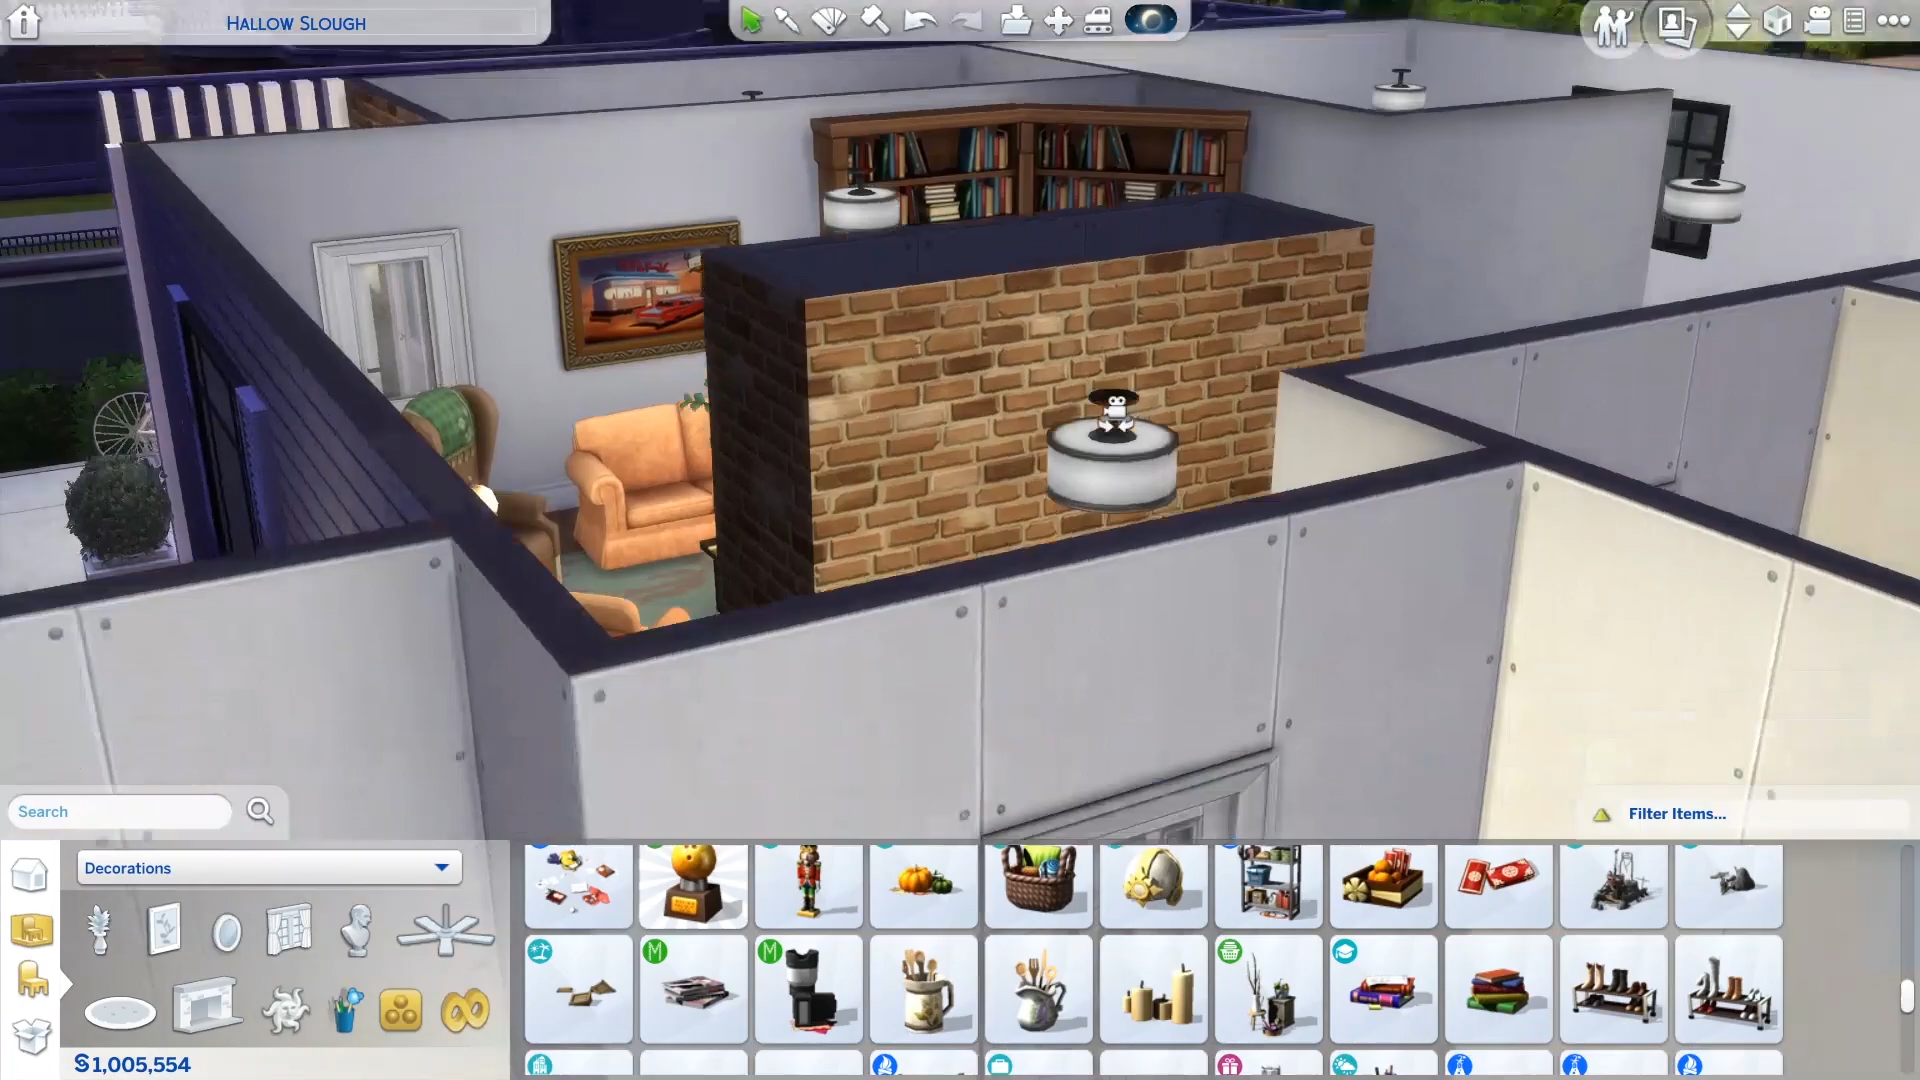 HALLOW SLOUGH
Search
Filter Items...
Decorations
M
M
1,005,554